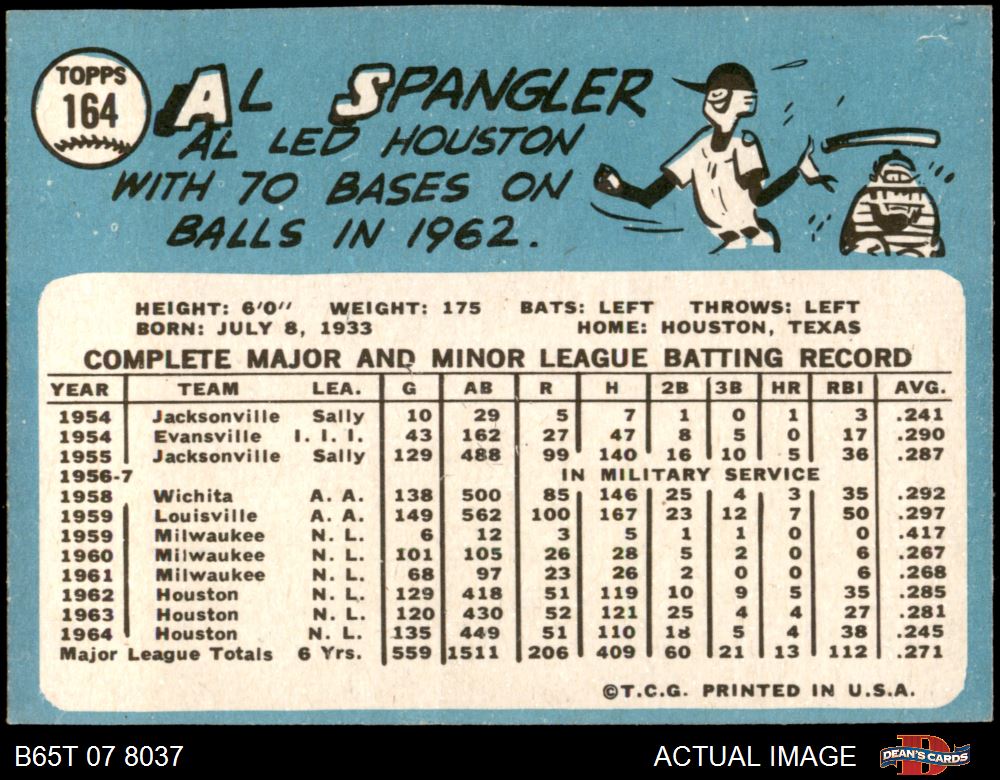 TOPPS
164
AL SPANGLER
AL LED HOUSTON
WITH 70 BASES ON
BALLS IN 1962.
HEIGHT: 6'0" WEIGHT: 175 BATS: LEFT THROWS: LEFT
BORN: JULY 8, 1933 HOME: HOUSTON, TEXAS
COMPLETE MAJOR AND MINOR LEAGUE BATTING RECORD
YEAR TEAM LEA. G AB R H 2B 3B HR RBI AVG.
1954 Jacksonville Sally 10 29 5 7 1 0 1 3 .241
1954 Evansville I. I. I. 43 162 27 47 8 5 0 17 .290
1955 Jacksonville Sally 129 488 99 140 16 10 5 36 .287
1956-7 IN MILITARY SERVICE
1958 Wichita A. A. 138 500 85 146 25 4 3 35 .292
1959 Louisville A. A. 149 562 100 167 23 12 7 50 .297
1959 Milwaukee N. L. 6 12 3 5 1 1 0 0 .417
1960 Milwaukee N. L. 101 105 26 28 5 2 0 6 .267
1961 Milwaukee N. L. 68 97 23 26 2 0 0 6 .268
1962 Houston N. L. 129 418 51 119 10 9 5 35 .285
1963 Houston N. L. 120 430 52 121 25 4 4 27 .281
1964 Houston N. L. 135 449 51 110 18 5 4 38 .245
Major League Totals 6 Yrs. 559 1511 206 409 60 21 13 112 .271
©T.C.G. PRINTED IN U.S.A.
B65T 07 8037 ACTUAL IMAGE DEAN'S CARDS